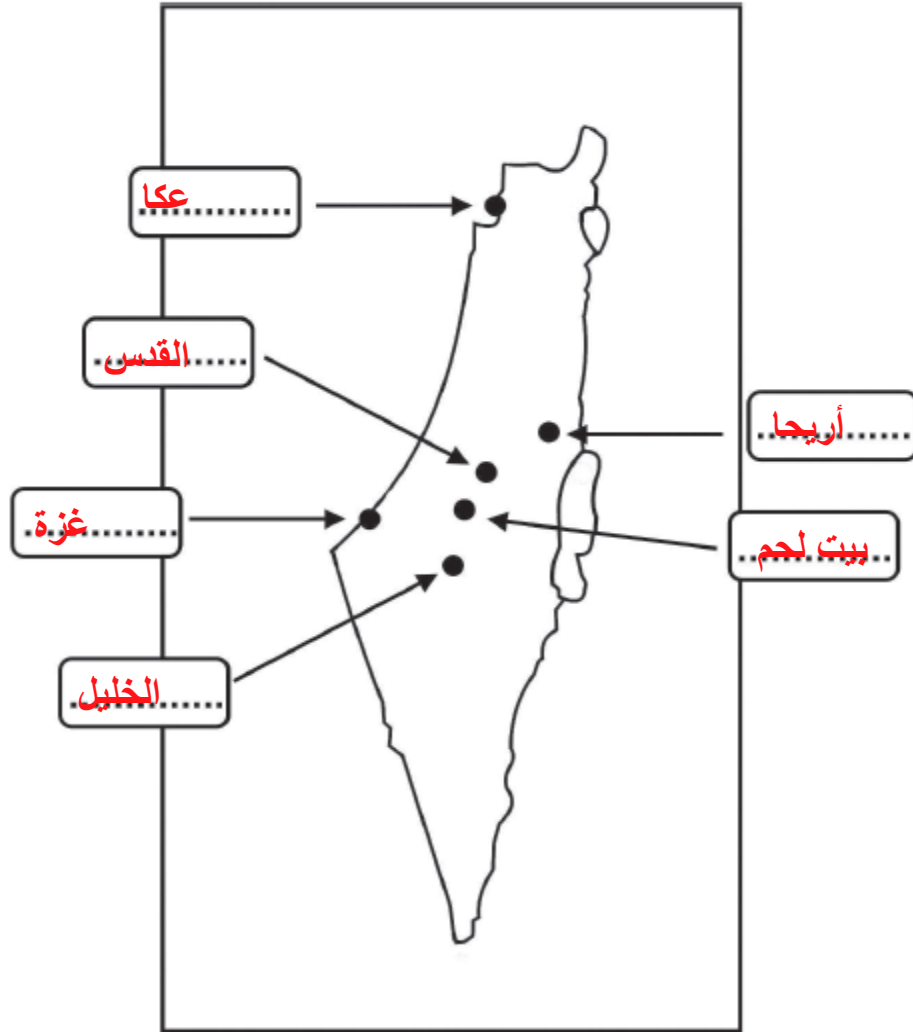 عكا
القدس
أريحا
غزة
بيت لحم
الخليل